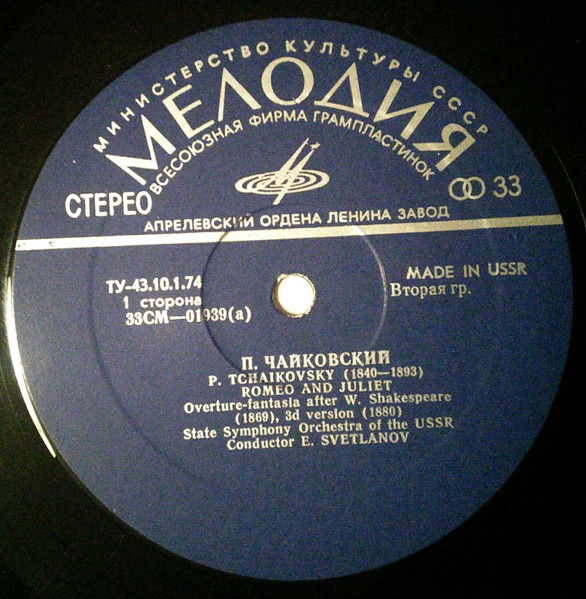 МИНИСТЕРСТВО КУЛЬТУРЫ СССР
МЕЛОДИЯ
ВСЕСОЮЗНАЯ ФИРМА ГРАМПЛАСТИНОК
СТЕРЕО
33
АПРЕЛЕВСКИЙ ОРДЕНА ЛЕНИНА ЗАВОД
ТУ-43.10.1.74
1 сторона
33СМ—01939(а)
MADE IN USSR
Вторая гр.
П. ЧАЙКОВСКИЙ
P. TCHAIKOVSKY (1840—1893)
ROMEO AND JULIET
Overture-fantasia after W. Shakespeare
(1869), 3d version (1880)
State Symphony Orchestra of the USSR
Conductor E. SVETLANOV